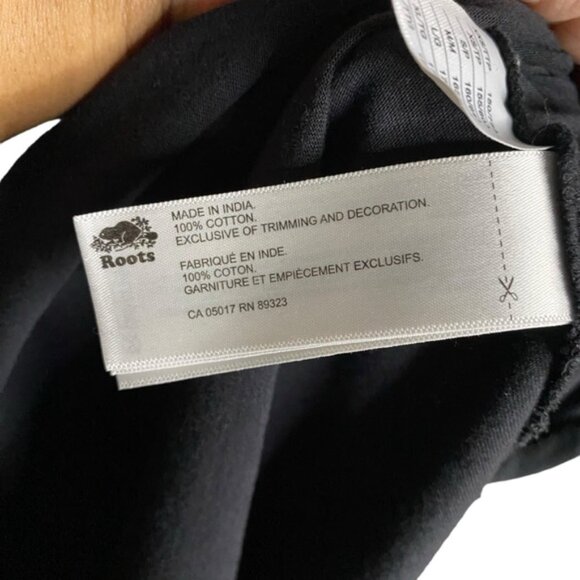 Roots
MADE IN INDIA.
100% COTTON.
EXCLUSIVE OF TRIMMING AND DECORATION.
FABRIQUÉ EN INDE.
100% COTON.
GARNITURE ET EMPIÈCEMENT EXCLUSIFS.
CA 05017 RN 89323